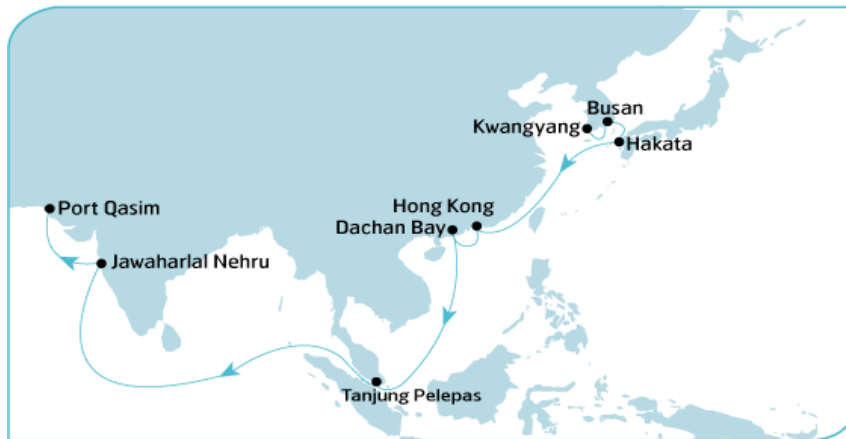 Busan
Kwangyang
Hakata
Hong Kong
Port Qasim
Dachan Bay
Jawaharlal Nehru
Tanjung Pelepas